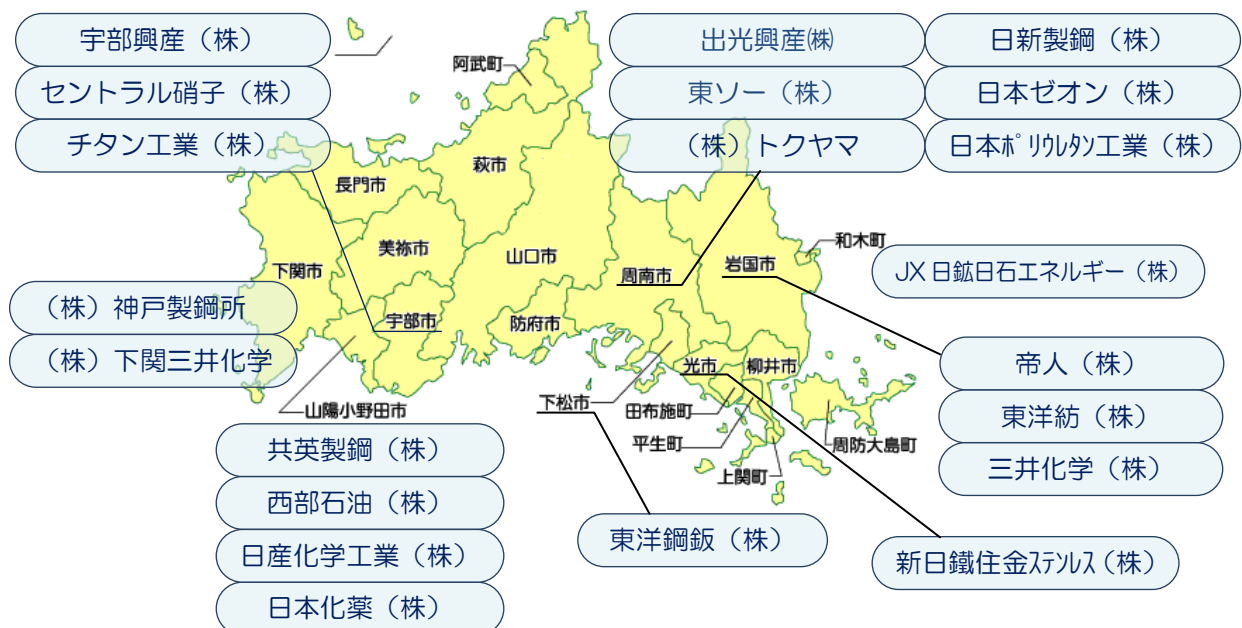 宇部興産（株）
セントラル硝子（株）
チタン工業（株）
出光興産㈱
東ソー（株）
（株）トクヤマ
日新製鋼（株）
日本ゼオン（株）
日本ﾎﾟﾘｳﾚﾀﾝ工業（株）
阿武町
萩市
長門市
美祢市
山口市
下関市
周南市
岩国市
和木町
JX日鉱日石エネルギー（株）
（株）神戸製鋼所
（株）下関三井化学
宇部市
防府市
光市
柳井市
帝人（株）
東洋紡（株）
三井化学（株）
山陽小野田市
下松市
田布施町
平生町
上関町
周防大島町
共英製鋼（株）
西部石油（株）
日産化学工業（株）
日本化薬（株）
東洋鋼鈑（株）
新日鐵住金ｽﾃﾝﾚｽ（株）